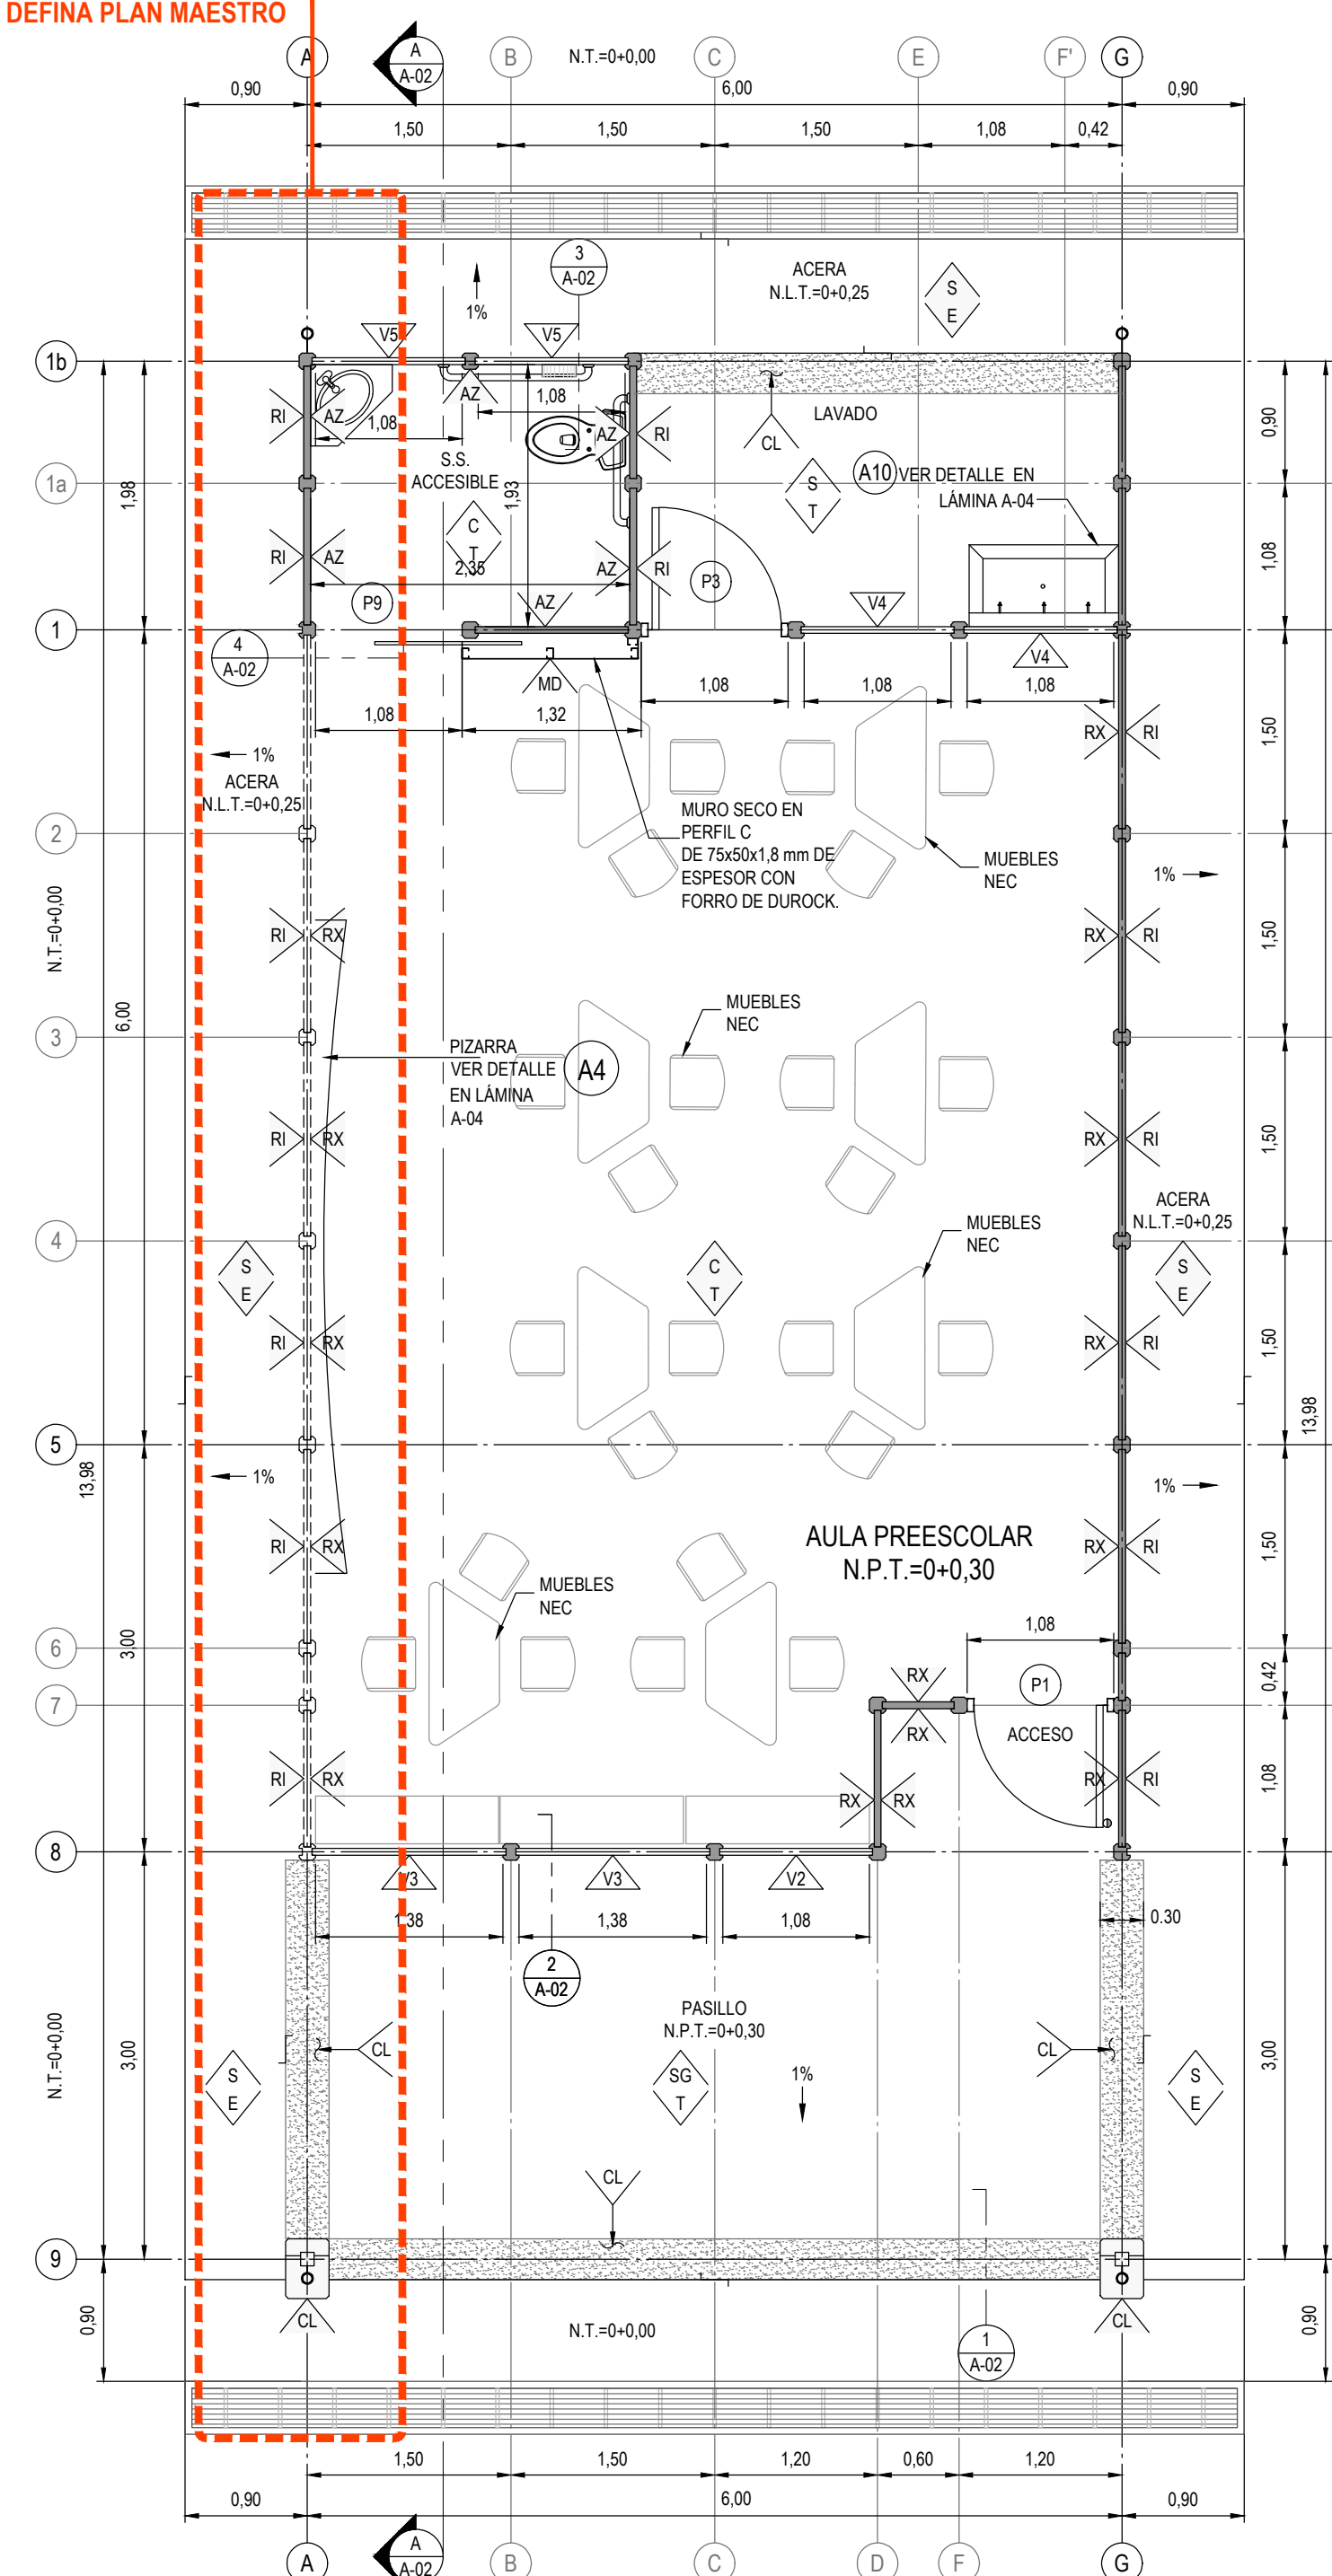 DEFINA PLAN MAESTRO
A
A
A-02
B
N.T.=0+0,00
C
E
F'
G
0,90
6,00
0,90
1,50
1,50
1,50
1,08
0,42
3
A-02
ACERA
N.L.T.=0+0,25
S
E
1%
V5
V5
1b
AZ
1,08
LAVADO
RI
AZ
1,08
AZ
RI
CL
0,90
S.S.
ACCESIBLE
1a
1,98
1,93
S
T
A10
VER DETALLE EN
LÁMINA A-04
C
T
2,35
RI
AZ
AZ
RI
P3
1,08
P9
AZ
V4
1
4
A-02
MD
V4
1,08
1,32
1,08
1,08
1,08
RX
RI
1,50
1%
ACERA
N.L.T.=0+0,25
MURO SECO EN
PERFIL C
DE 75x50x1,8 mm DE
ESPESOR CON
FORRO DE DUROCK.
MUEBLES
NEC
2
1%
N.T.=0+0,00
RI
RX
RX
RI
1,50
6,00
MUEBLES
NEC
3
PIZARRA
VER DETALLE
EN LÁMINA
A-04
A4
RI
RX
RX
RI
1,50
ACERA
N.L.T.=0+0,25
MUEBLES
NEC
4
S
E
C
T
S
E
RI
RX
RX
RI
1,50
13,98
5
13,98
1%
1%
AULA PREESCOLAR
N.P.T.=0+0,30
RI
RX
RX
RI
1,50
MUEBLES
NEC
1,08
6
3,00
RX
P1
0,42
7
RX
ACCESO
RI
RX
RX
RX
RX
RI
1,08
8
V3
V3
V2
1,38
1,38
1,08
0.30
2
A-02
PASILLO
N.P.T.=0+0,30
N.T.=0+0,00
3,00
CL
CL
3,00
S
E
SG
T
1%
S
E
CL
9
0,90
CL
N.T.=0+0,00
1
A-02
CL
0,90
1,50
1,50
1,20
0,60
1,20
0,90
6,00
0,90
A
A
A-02
B
C
D
F
G